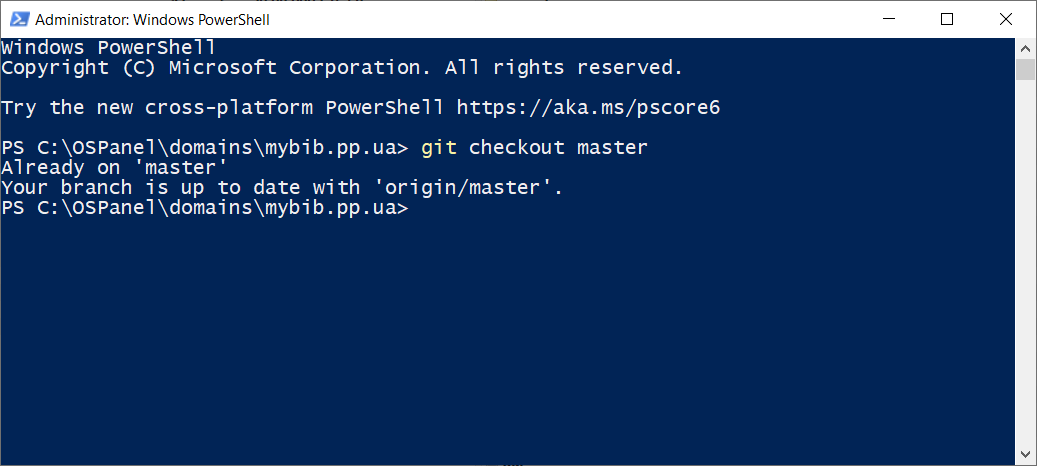 Administrator: Windows PowerShell
Windows PowerShell
Copyright (C) Microsoft Corporation. All rights reserved.
Try the new cross-platform PowerShell https://aka.ms/pscore6
PS C:\OSPanel\domains\mybib.pp.ua> git checkout master
Already on 'master'
Your branch is up to date with 'origin/master'.
PS C:\OSPanel\domains\mybib.pp.ua>